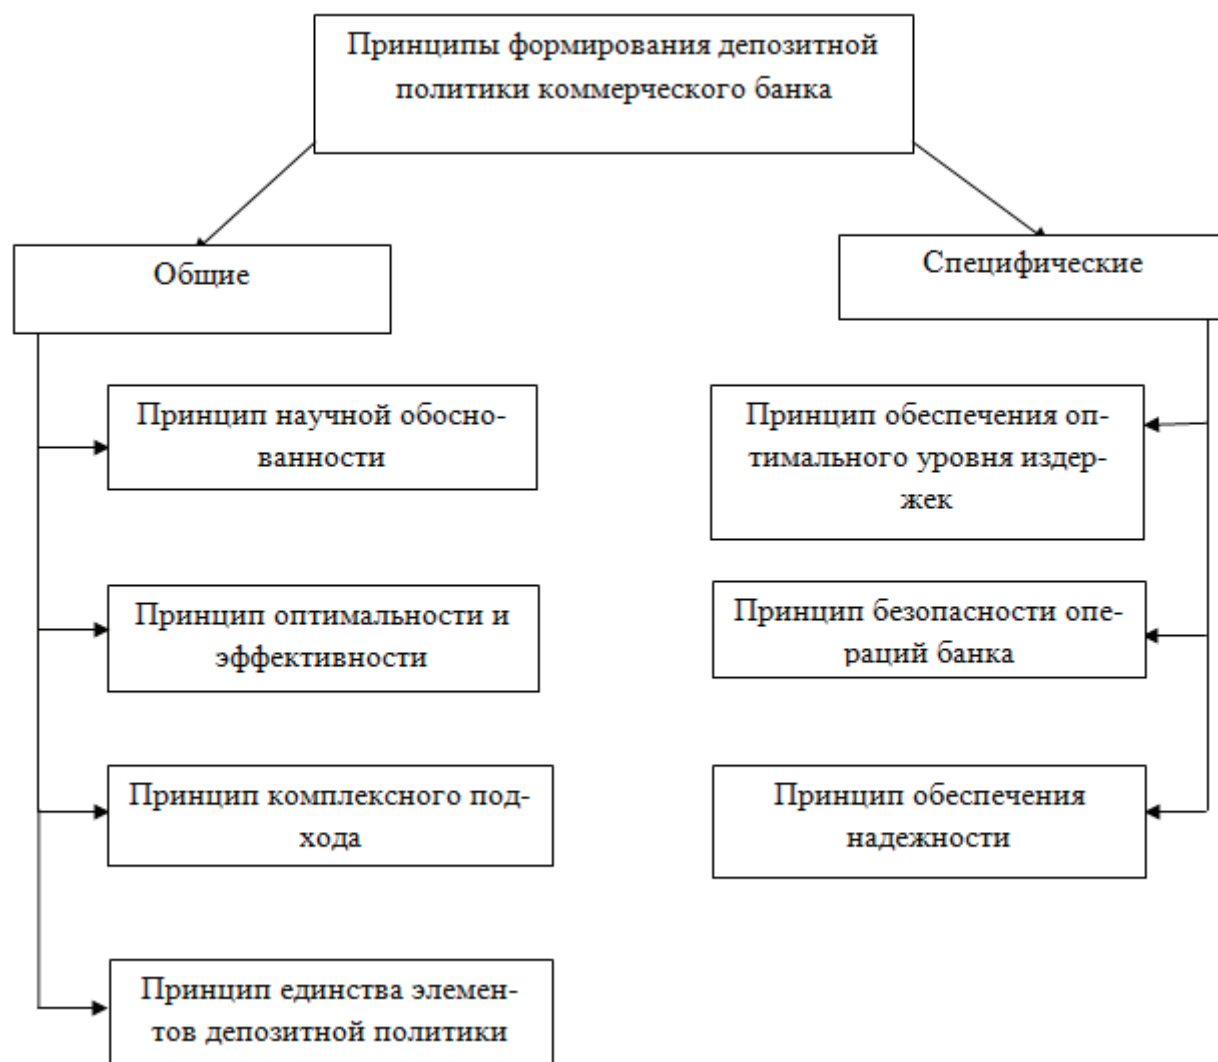 Принципы формирования депозитной
политики коммерческого банка
Общие
Специфические
Принцип научной обосно-
ванности
Принцип оптимальности и
эффективности
Принцип комплексного под-
хода
Принцип единства элемен-
тов депозитной политики
Принцип обеспечения оп-
тимального уровня издер-
жек
Принцип безопасности опе-
раций банка
Принцип обеспечения
надежности